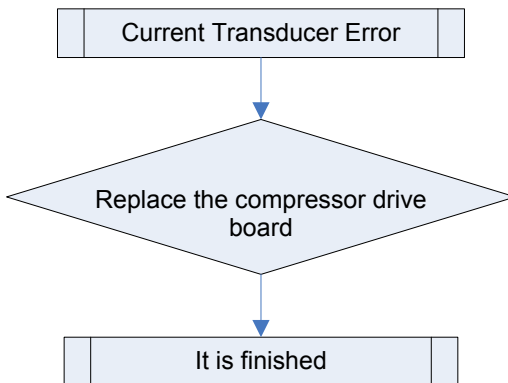 Current Transducer Error
Replace the compressor drive
board
It is finished